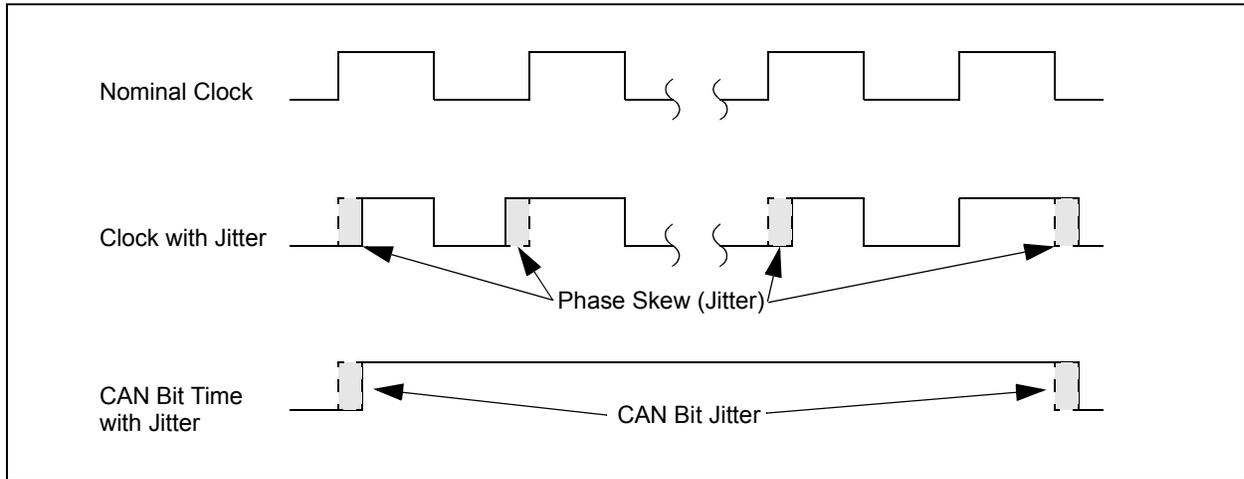 Nominal Clock
Clock with Jitter
Phase Skew (Jitter)
CAN Bit Time
with Jitter
CAN Bit Jitter